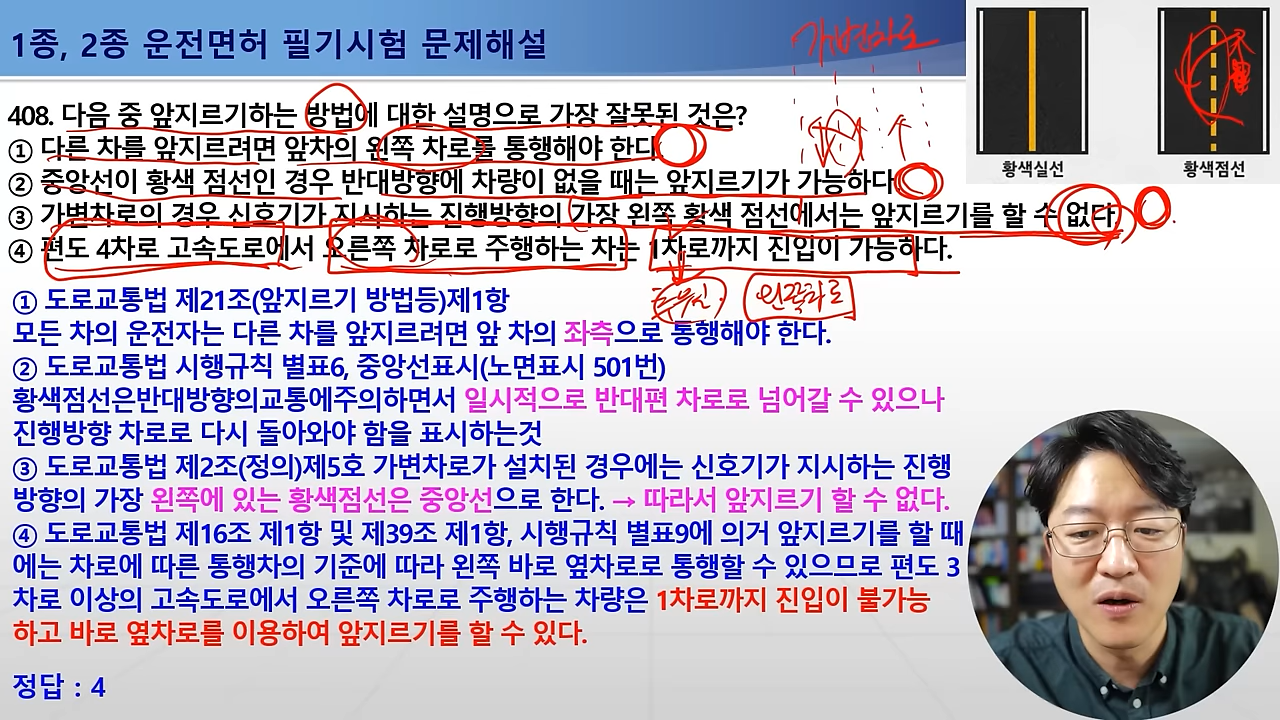 1종, 2종 운전면허 필기시험 문제해설
가변차로
황색실선
황색점선
408. 다음 중 앞지르기하는 방법에 대한 설명으로 가장 잘못된 것은?
① 다른 차를 앞지르려면 앞차의 왼쪽 차로를 통행해야 한다.
② 중앙선이 황색 점선인 경우 반대방향에 차량이 없을 때는 앞지르기가 가능하다.
③ 가변차로의 경우 신호기가 지시하는 진행방향의 가장 왼쪽 황색 점선에서는 앞지르기를 할 수 없다.
④ 편도 4차로 고속도로에서 오른쪽 차로로 주행하는 차는 1차로까지 진입이 가능하다.
왼쪽차로
① 도로교통법 제21조(앞지르기 방법등)제1항
모든 차의 운전자는 다른 차를 앞지르려면 앞 차의 좌측으로 통행해야 한다.
② 도로교통법 시행규칙 별표6, 중앙선표시(노면표시 501번)
황색점선은반대방향의교통에주의하면서 일시적으로 반대편 차로로 넘어갈 수 있으나
진행방향 차로로 다시 돌아와야 함을 표시하는것
③ 도로교통법 제2조(정의)제5호 가변차로가 설치된 경우에는 신호기가 지시하는 진행
방향의 가장 왼쪽에 있는 황색점선은 중앙선으로 한다. → 따라서 앞지르기 할 수 없다.
④ 도로교통법 제16조 제1항 및 제39조 제1항, 시행규칙 별표9에 의거 앞지르기를 할 때
에는 차로에 따른 통행차의 기준에 따라 왼쪽 바로 옆차로로 통행할 수 있으므로 편도 3
차로 이상의 고속도로에서 오른쪽 차로로 주행하는 차량은 1차로까지 진입이 불가능
하고 바로 옆차로를 이용하여 앞지르기를 할 수 있다.
정답 : 4